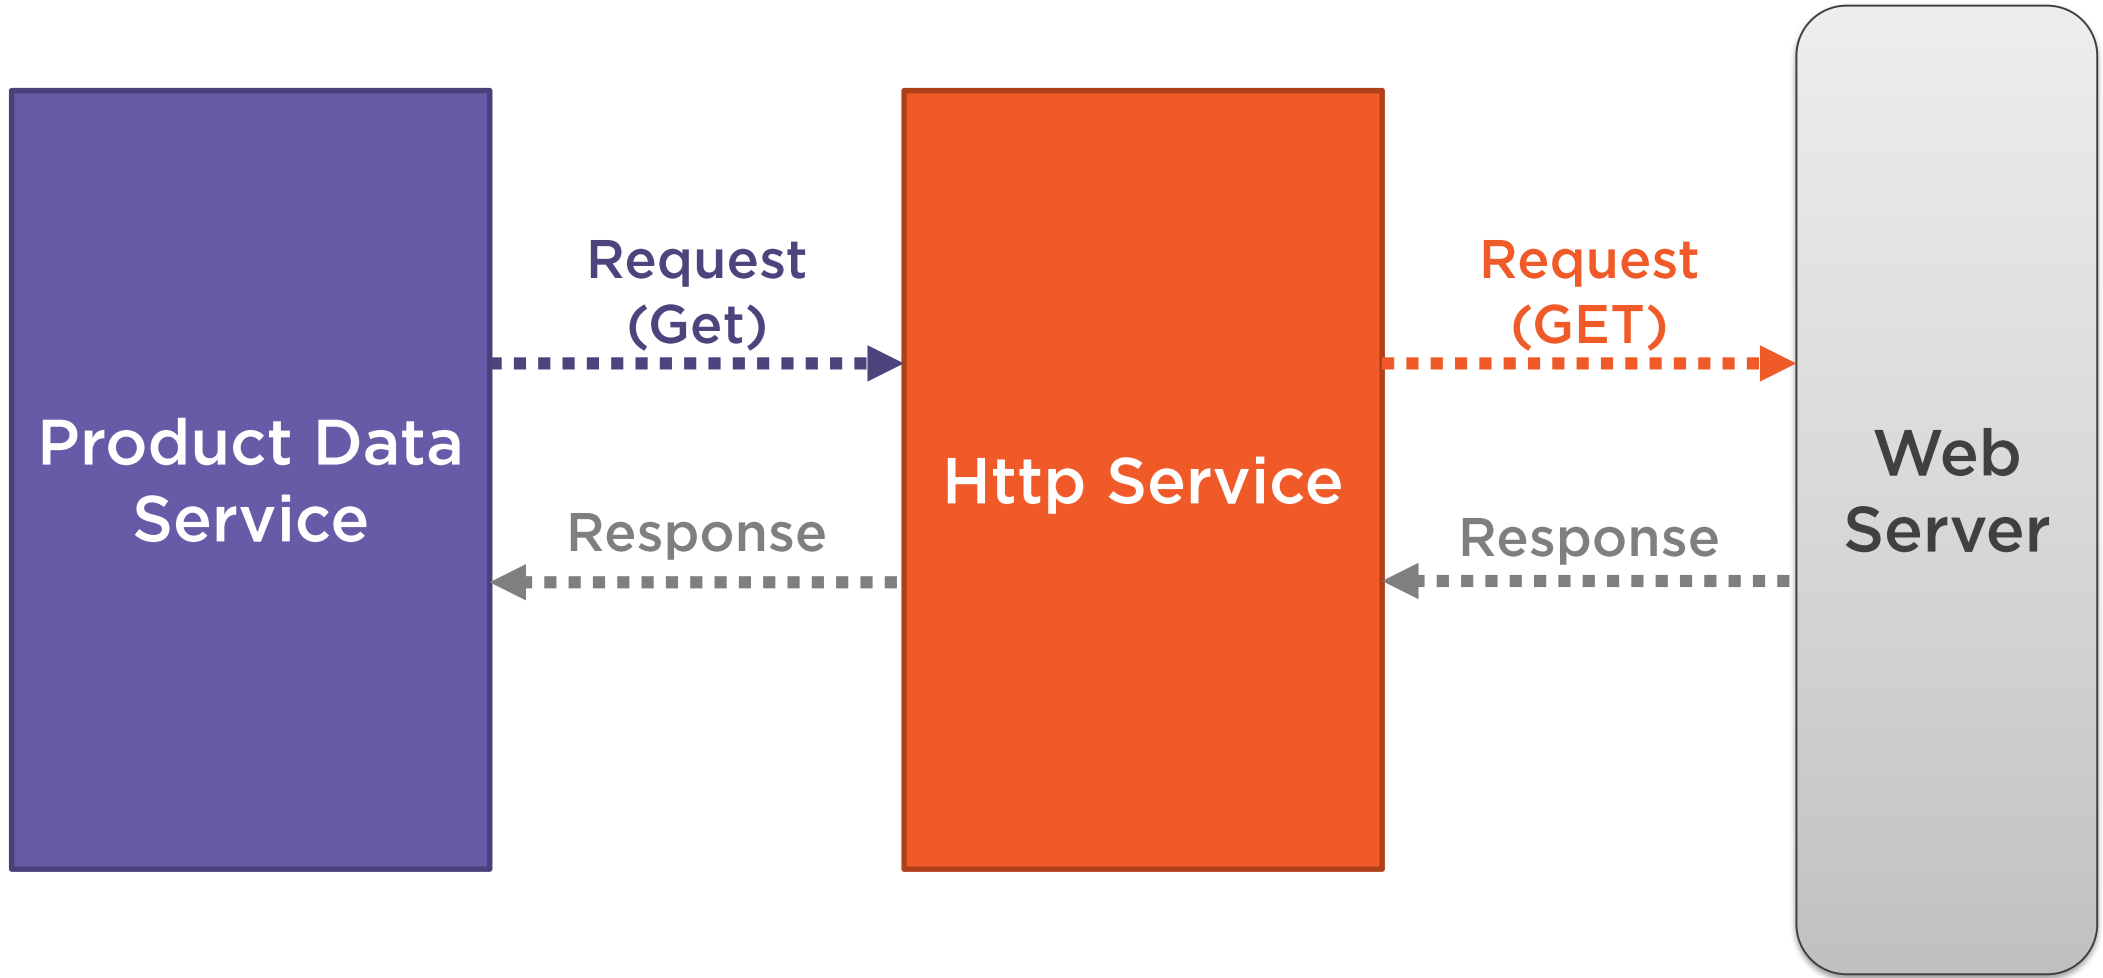 Product Data
Service
Request
(Get)
Response
Http Service
Request
(GET)
Response
Web
Server